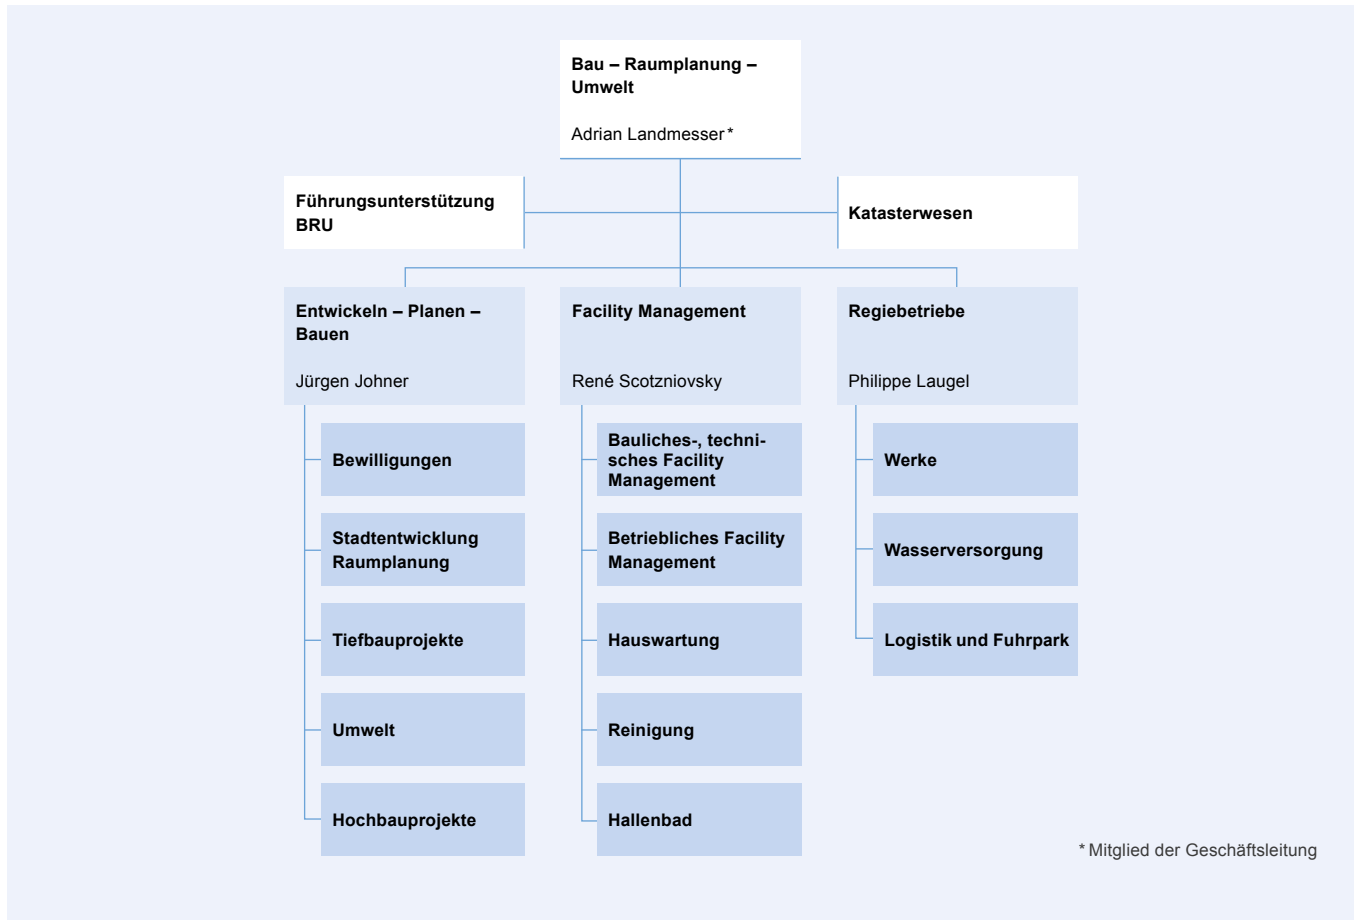 Bau – Raumplanung –
Umwelt
Adrian Landmesser*
Führungsunterstützung
BRU
Katasterwesen
Entwickeln – Planen –
Bauen
Jürgen Johner
Facility Management
René Scotzniovsky
Regiebetriebe
Philippe Laugel
Bewilligungen
Stadtentwicklung
Raumplanung
Tiefbauprojekte
Umwelt
Hochbauprojekte
Bauliches-, techni-
sches Facility
Management
Betriebliches Facility
Management
Hauswartung
Reinigung
Hallenbad
Werke
Wasserversorgung
Logistik und Fuhrpark
* Mitglied der Geschäftsleitung